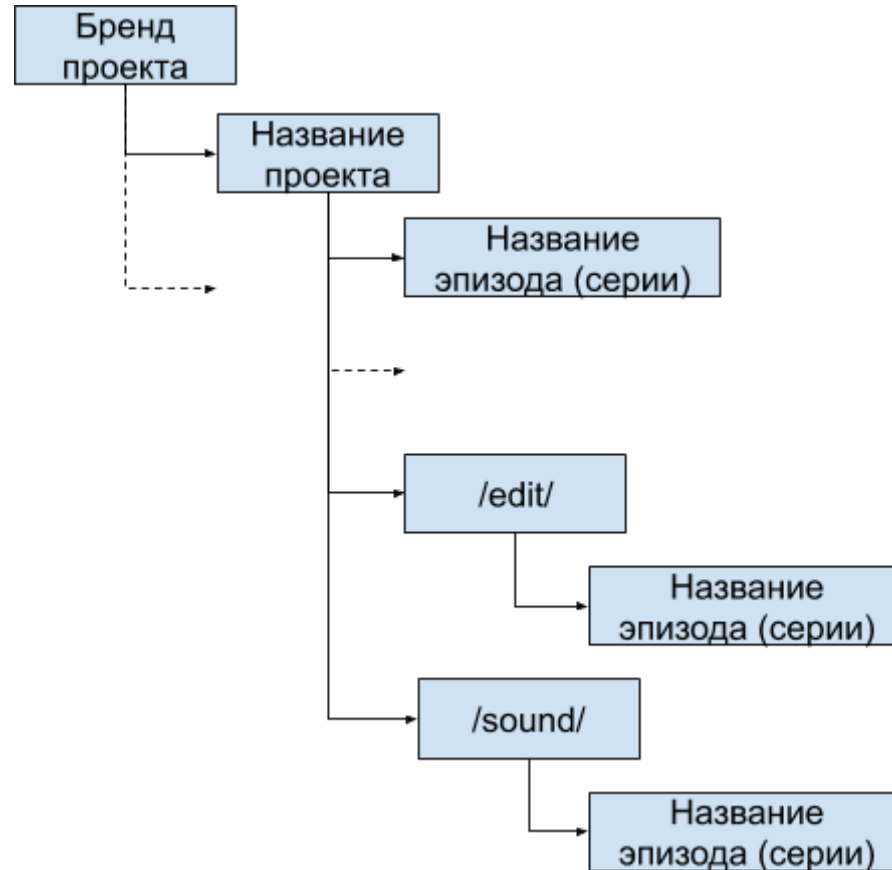 Бренд
проекта
Название
проекта
Название
эпизода (серии)
/edit/
Название
эпизода (серии)
/sound/
Название
эпизода (серии)